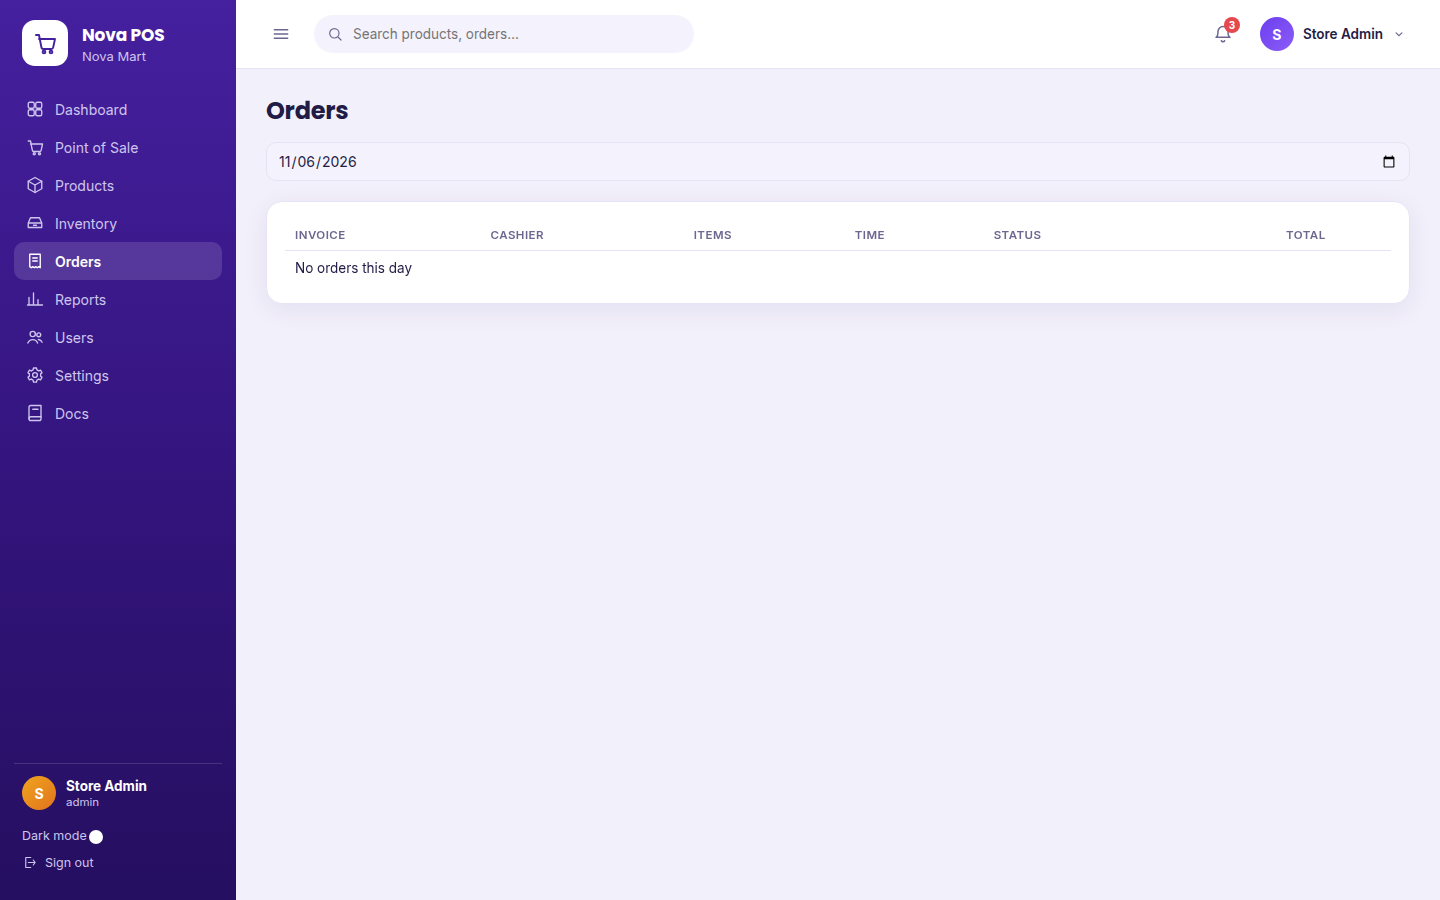 Nova POS
Nova Mart
Dashboard
Point of Sale
Products
Inventory
Orders
Reports
Users
Settings
Docs
S
Store Admin
admin
Dark mode
Sign out
Search products, orders...
3
S
Store Admin
Orders
11/06/2026
INVOICE CASHIER ITEMS TIME STATUS TOTAL
No orders this day